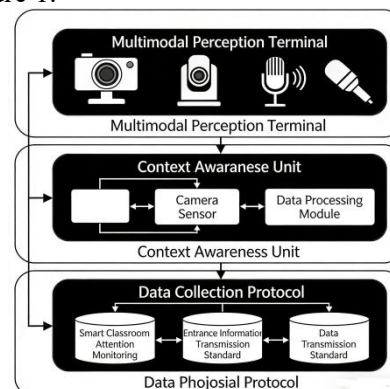 Multimodal Perception Terminal
Multimodal Perception Terminal
Context Awaranese Unit
Camera
Sensor
Data Processing
Module
Context Awareness Unit
Data Collection Protocol
Smart Classroom
Attention
Monitoring
Entrance Information
Transmission
Standard
Data
Transmission
Standard
Data Phojosial Protocol